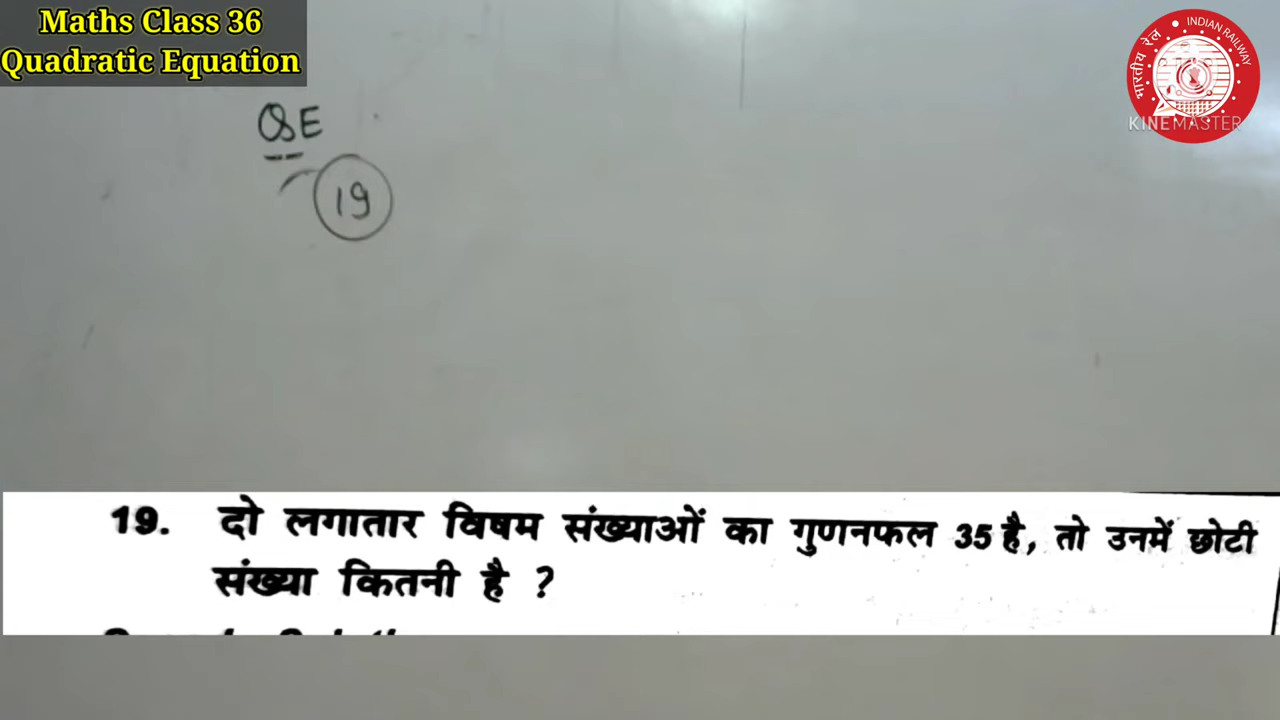 Maths Class 36
Quadratic Equation
भारतीय रेल
INDIAN RAILWAY
KINEMASTER
QE
19
19. दो लगातार विषम संख्याओं का गुणनफल 35 है, तो उनमें छोटी
संख्या कितनी है ?